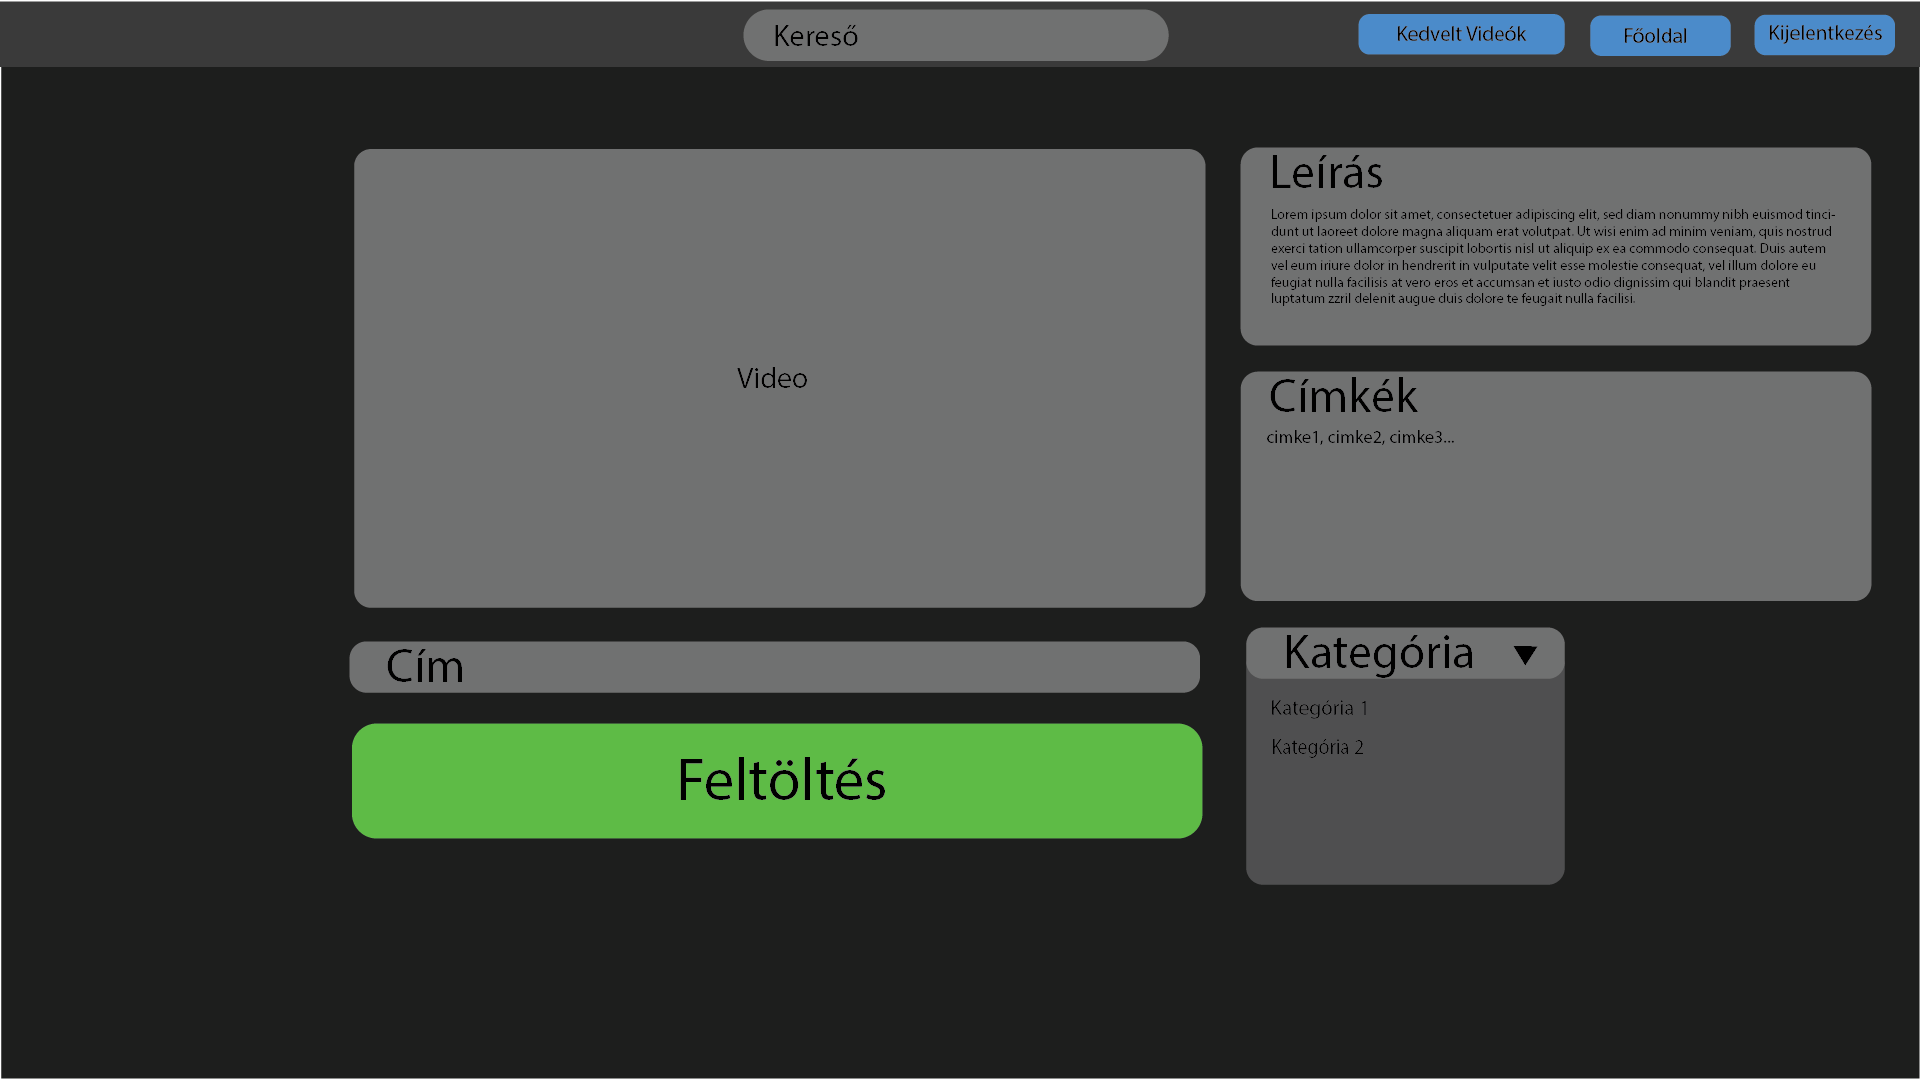 Kereső
Kedvelt Videók
Főoldal
Kijelentkezés
Video
Cím
Feltöltés
Leírás
Lorem ipsum dolor sit amet, consectetuer adipiscing elit, sed diam nonummy nibh euismod tinci-
dunt ut laoreet dolore magna aliquam erat volutpat. Ut wisi enim ad minim veniam, quis nostrud
exerci tation ullamcorper suscipit lobortis nisl ut aliquip ex ea commodo consequat. Duis autem
vel eum iriure dolor in hendrerit in vulputate velit esse molestie consequat, vel illum dolore eu
feugiat nulla facilisis at vero eros et accumsan et iusto odio dignissim qui blandit praesent
luptatum zzril delenit augue duis dolore te feugait nulla facilisi.
Címkék
cimke1, cimke2, cimke3...
Kategória
Kategória 1
Kategória 2